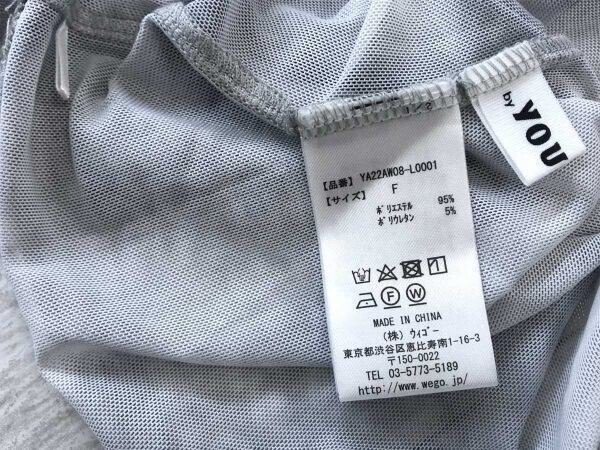 【品番】 YA22AW08-L0001
【サイズ】 F
ポリエステル 95%
ポリウレタン 5%
F W
MADE IN CHINA
(株) ウィゴー
東京都渋谷区恵比寿南1-16-3
〒150-0022
TEL 03-5773-5189
http://www.wego.jp/
by YOU